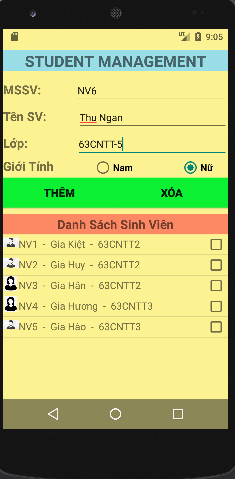 9:05
STUDENT MANAGEMENT
MSSV: NV6
Tên SV: Thu Ngan
Lớp: 63CNTT-5
Giới Tính Nam Nữ
THÊM XÓA
Danh Sách Sinh Viên
NV1 - Gia Kiệt - 63CNTT2
NV2 - Gia Huy - 63CNTT2
NV3 - Gia Hân - 63CNTT2
NV4 - Gia Hương - 63CNTT3
NV5 - Gia Hào - 63CNTT3